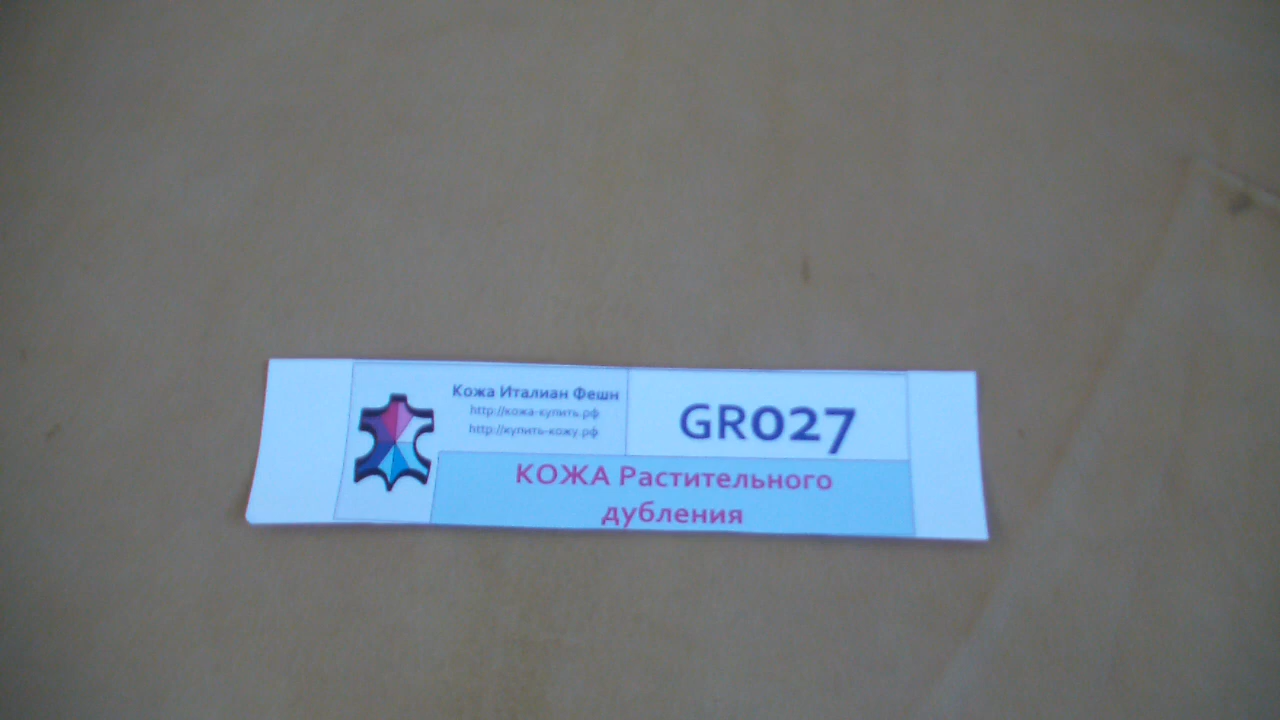 Кожа Италиан Фешн
http://кожа-купить.рф
http://купить-кожу.рф
GR027
КОЖА Растительного
дубления